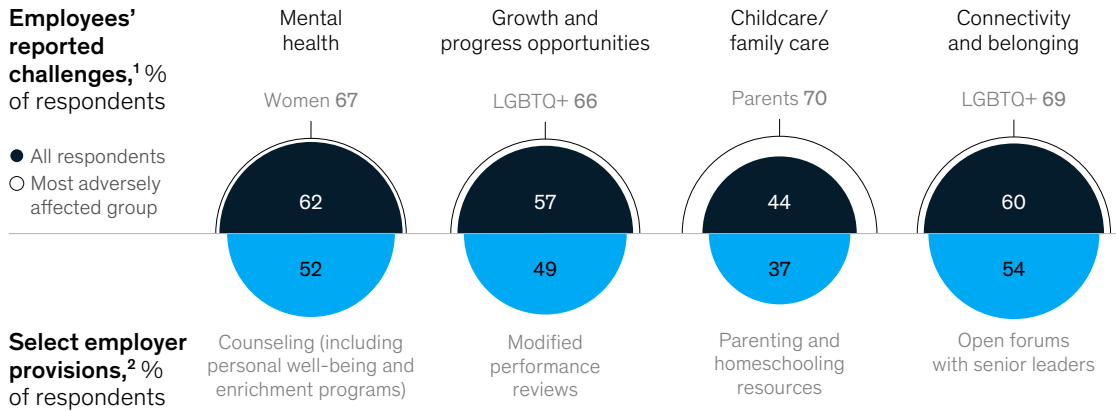 Employees’
reported
challenges,¹ %
of respondents
All respondents
Most adversely
affected group
Mental
health
Women 67
62
52
Counseling (including
personal well-being and
enrichment programs)
Growth and
progress opportunities
LGBTQ+ 66
57
49
Modified
performance
reviews
Childcare/
family care
Parents 70
44
37
Parenting and
homeschooling
resources
Connectivity
and belonging
LGBTQ+ 69
60
54
Open forums
with senior leaders
Select employer
provisions,² %
of respondents